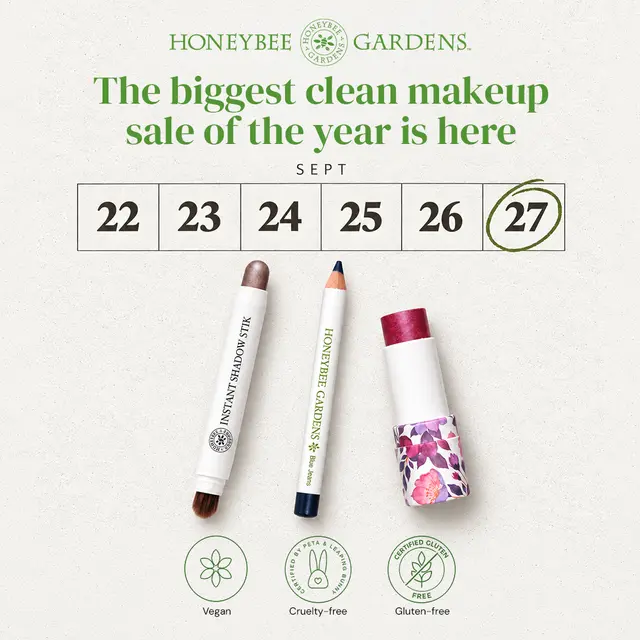 HONEYBEE GARDENS™
HONEYBEE GARDENS
The biggest clean makeup
sale of the year is here
SEPT
22 23 24 25 26 27
INSTANT SHADOW STIK
HONEYBEE GARDENS
HONEYBEE GARDENS Blue Jeans
CERTIFIED BY PETA & LEAPING BUNNY
CERTIFIED GLUTEN
FREE
Vegan
Cruelty-free
Gluten-free